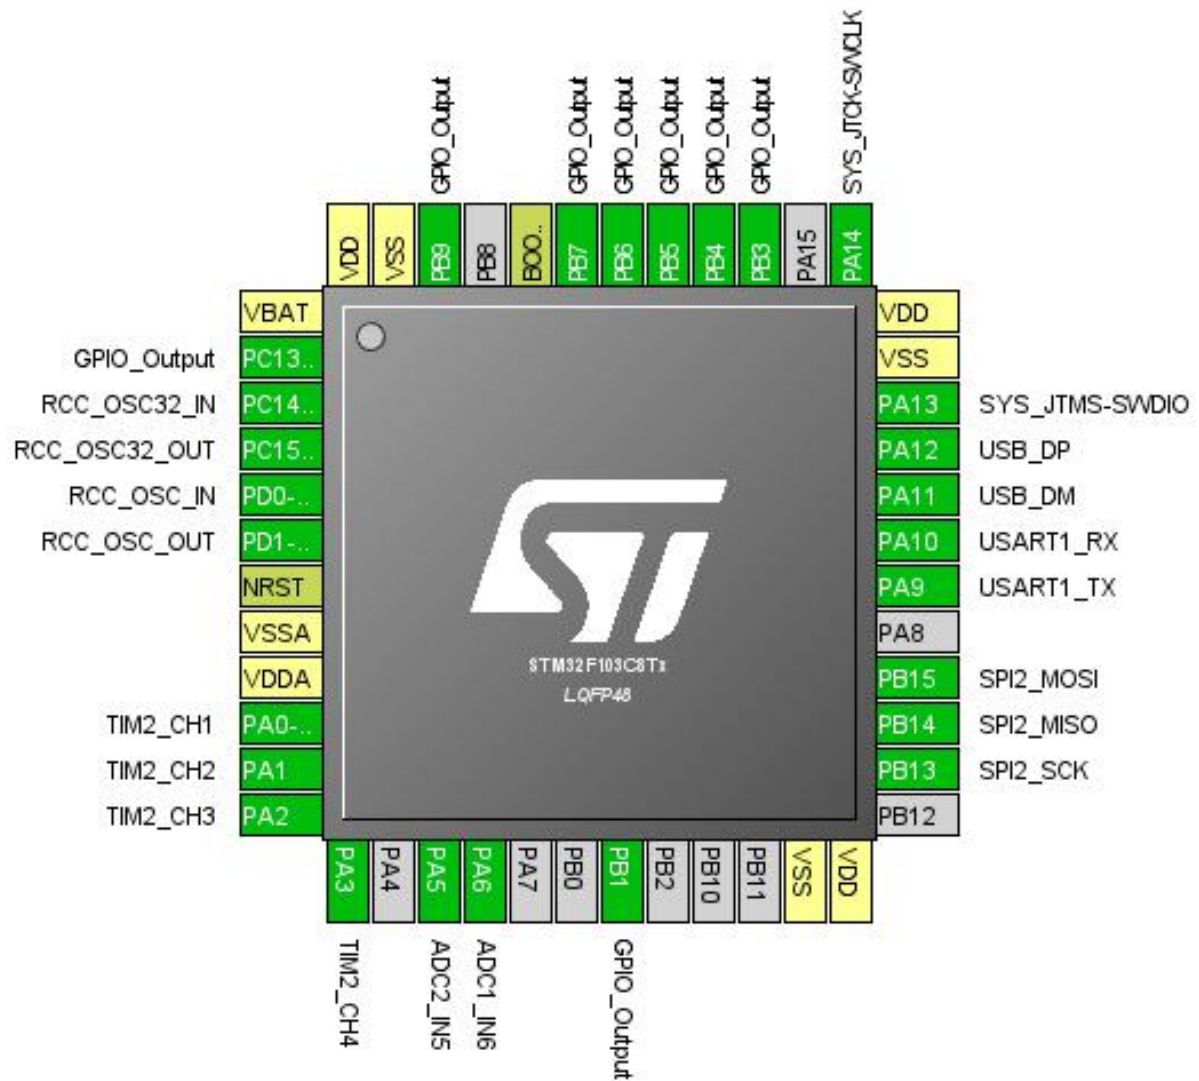 GPIO_Output
GPIO_Output
GPIO_Output
GPIO_Output
GPIO_Output
GPIO_Output
SYS_JTCK-SWCLK
VDD
VSS
PB9
PB8
BOO..
PB7
PB6
PB5
PB4
PB3
PA15
PA14
VBAT
GPIO_Output PC13..
RCC_OSC32_IN PC14..
RCC_OSC32_OUT PC15..
RCC_OSC_IN PD0-..
RCC_OSC_OUT PD1-..
NRST
VSSA
VDDA
TIM2_CH1 PA0-..
TIM2_CH2 PA1
TIM2_CH3 PA2
ST
STM32F103C8Tx
LQFP48
VDD
VSS
PA13 SYS_JTMS-SWDIO
PA12 USB_DP
PA11 USB_DM
PA10 USART1_RX
PA9 USART1_TX
PA8
PB15 SPI2_MOSI
PB14 SPI2_MISO
PB13 SPI2_SCK
PB12
PA3
PA4
PA5
PA6
PA7
PB0
PB1
PB2
PB10
PB11
VSS
VDD
TIM2_CH4
ADC2_IN5
ADC1_IN6
GPIO_Output